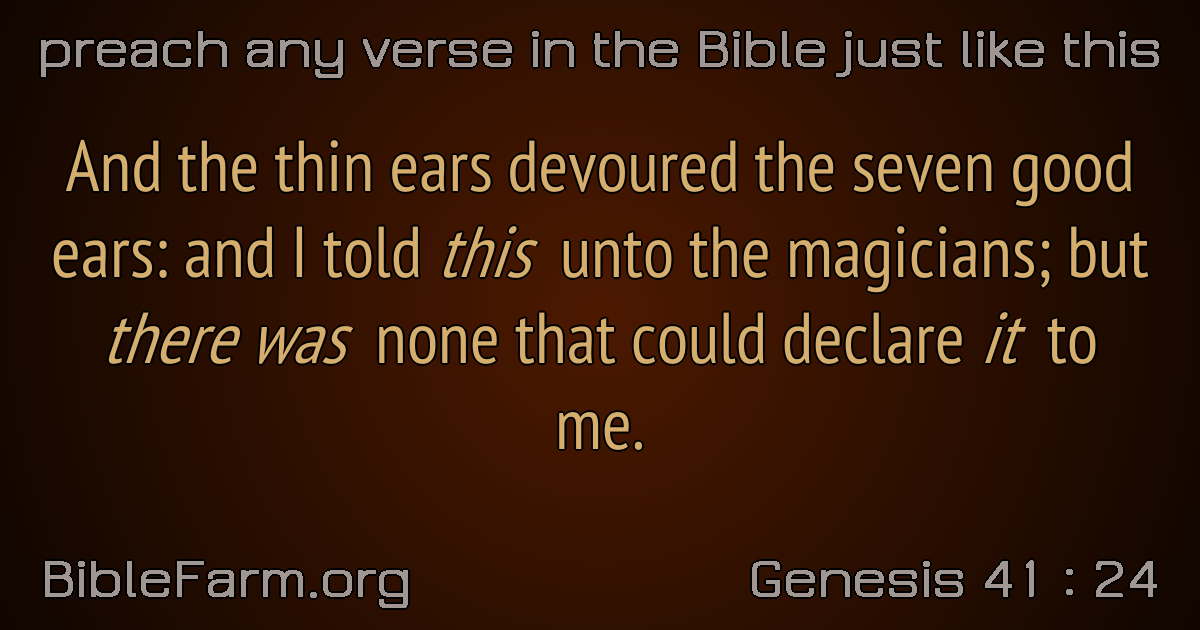 preach any verse in the Bible just like this
And the thin ears devoured the seven good
ears: and I told this unto the magicians; but
there was none that could declare it to
me.
BibleFarm.org
Genesis 41 : 24